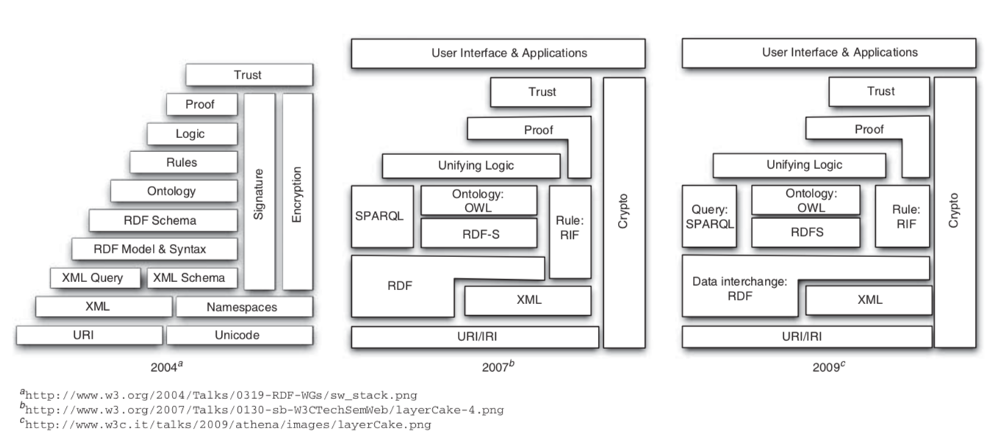 Trust
Proof
Logic
Rules
Ontology
RDF Schema
RDF Model & Syntax
XML Query
XML Schema
XML
Namespaces
URI
Unicode
Signature
Encryption
2004a
User Interface & Applications
Trust
Proof
Unifying Logic
SPARQL
Ontology:
OWL
RDF-S
Rule:
RIF
RDF
XML
URI/IRI
Crypto
2007b
User Interface & Applications
Trust
Proof
Unifying Logic
Query:
SPARQL
Ontology:
OWL
RDFS
Rule:
RIF
Data interchange:
RDF
XML
URI/IRI
Crypto
2009c
ahttp://www.w3.org/2004/Talks/0319-RDF-WGs/sw_stack.png
bhttp://www.w3.org/2007/Talks/0130-sb-W3CTechSemWeb/layerCake-4.png
chttp://www.w3c.it/talks/2009/athena/images/layerCake.png